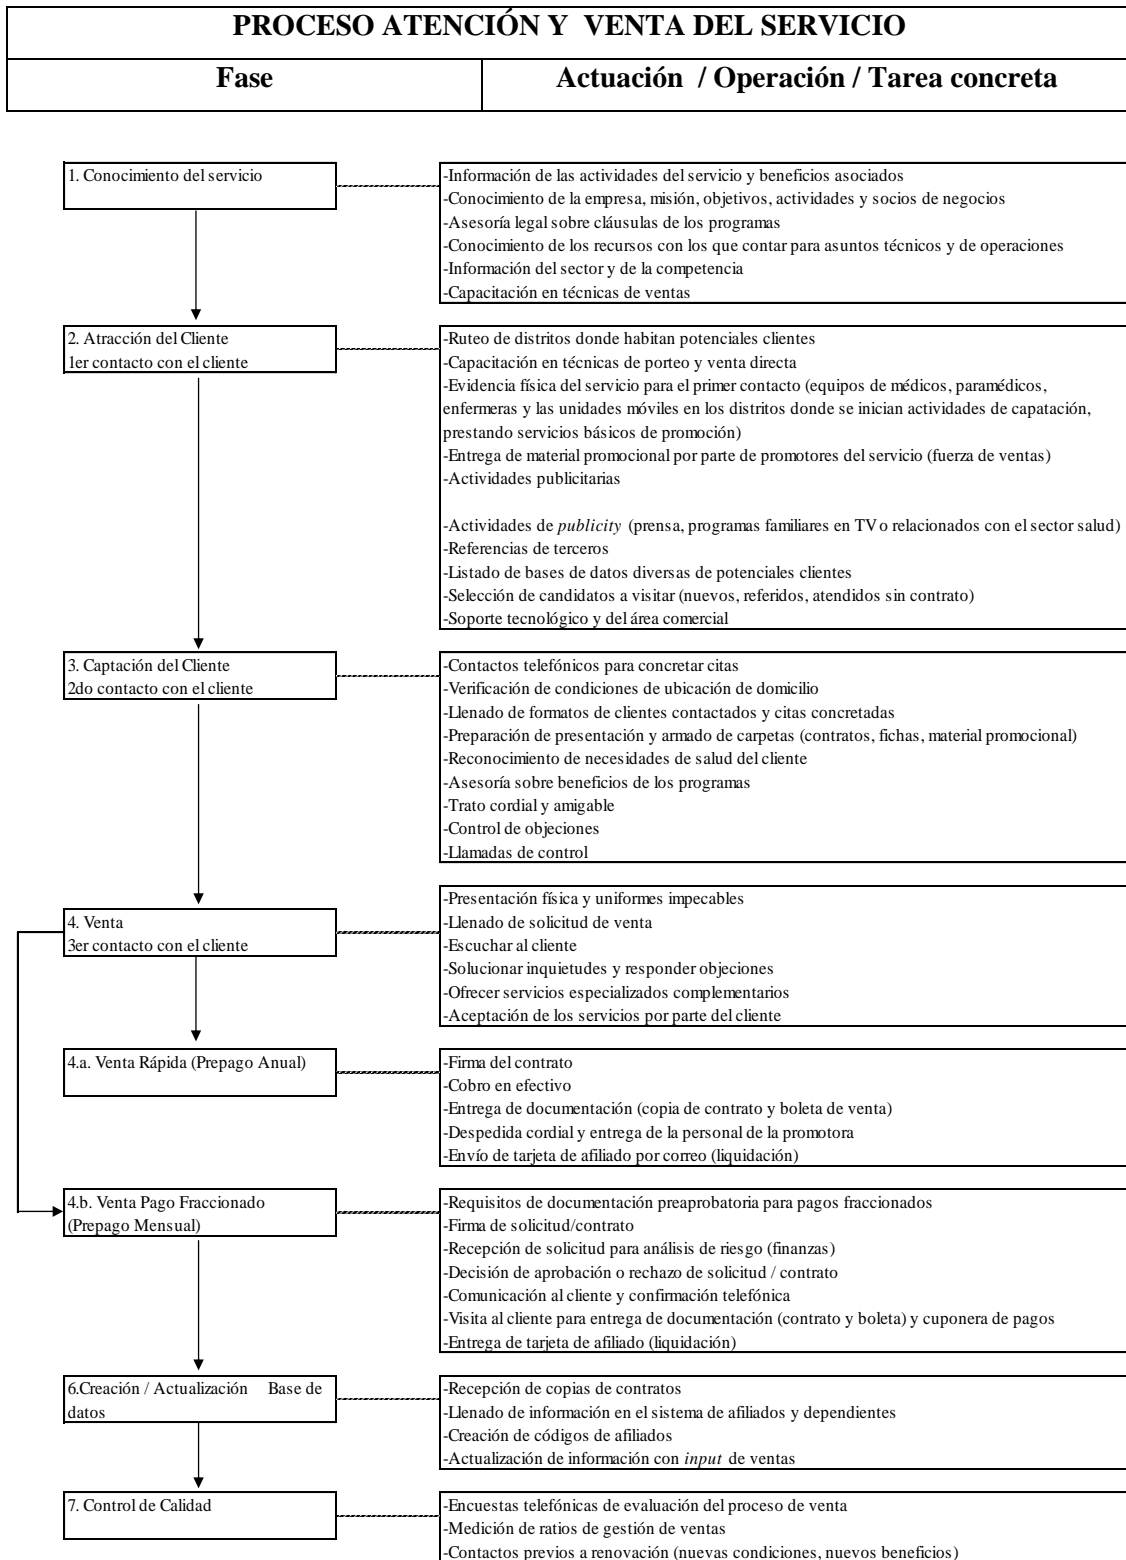 PROCESO ATENCIÓN Y VENTA DEL SERVICIO
Fase
Actuación / Operación / Tarea concreta
1. Conocimiento del servicio
-Información de las actividades del servicio y beneficios asociados
-Conocimiento de la empresa, misión, objetivos, actividades y socios de negocios
-Asesoría legal sobre cláusulas de los programas
-Conocimiento de los recursos con los que contar para asuntos técnicos y de operaciones
-Información del sector y de la competencia
-Capacitación en técnicas de ventas
2. Atracción del Cliente
1er contacto con el cliente
-Ruteo de distritos donde habitan potenciales clientes
-Capacitación en técnicas de porteo y venta directa
-Evidencia física del servicio para el primer contacto (equipos de médicos, paramédicos,
enfermeras y las unidades móviles en los distritos donde se inician actividades de capatación,
prestando servicios básicos de promoción)
-Entrega de material promocional por parte de promotores del servicio (fuerza de ventas)
-Actividades publicitarias
-Actividades de publicity (prensa, programas familiares en TV o relacionados con el sector salud)
-Referencias de terceros
-Listado de bases de datos diversas de potenciales clientes
-Selección de candidatos a visitar (nuevos, referidos, atendidos sin contrato)
-Soporte tecnológico y del área comercial
3. Captación del Cliente
2do contacto con el cliente
-Contactos telefónicos para concretar citas
-Verificación de condiciones de ubicación de domicilio
-Llenado de formatos de clientes contactados y citas concretadas
-Preparación de presentación y armado de carpetas (contratos, fichas, material promocional)
-Reconocimiento de necesidades de salud del cliente
-Asesoría sobre beneficios de los programas
-Trato cordial y amigable
-Control de objeciones
-Llamadas de control
4. Venta
3er contacto con el cliente
-Presentación física y uniformes impecables
-Llenado de solicitud de venta
-Escuchar al cliente
-Solucionar inquietudes y responder objeciones
-Ofrecer servicios especializados complementarios
-Aceptación de los servicios por parte del cliente
4.a. Venta Rápida (Prepago Anual)
-Firma del contrato
-Cobro en efectivo
-Entrega de documentación (copia de contrato y boleta de venta)
-Despedida cordial y entrega de la personal de la promotora
-Envío de tarjeta de afiliado por correo (liquidación)
4.b. Venta Pago Fraccionado
(Prepago Mensual)
-Requisitos de documentación preaprobatoria para pagos fraccionados
-Firma de solicitud/contrato
-Recepción de solicitud para análisis de riesgo (finanzas)
-Decisión de aprobación o rechazo de solicitud / contrato
-Comunicación al cliente y confirmación telefónica
-Visita al cliente para entrega de documentación (contrato y boleta) y cuponera de pagos
-Entrega de tarjeta de afiliado (liquidación)
6.Creación / Actualización Base de
datos
-Recepción de copias de contratos
-Llenado de información en el sistema de afiliados y dependientes
-Creación de códigos de afiliados
-Actualización de información con input de ventas
7. Control de Calidad
-Encuestas telefónicas de evaluación del proceso de venta
-Medición de ratios de gestión de ventas
-Contactos previos a renovación (nuevas condiciones, nuevos beneficios)